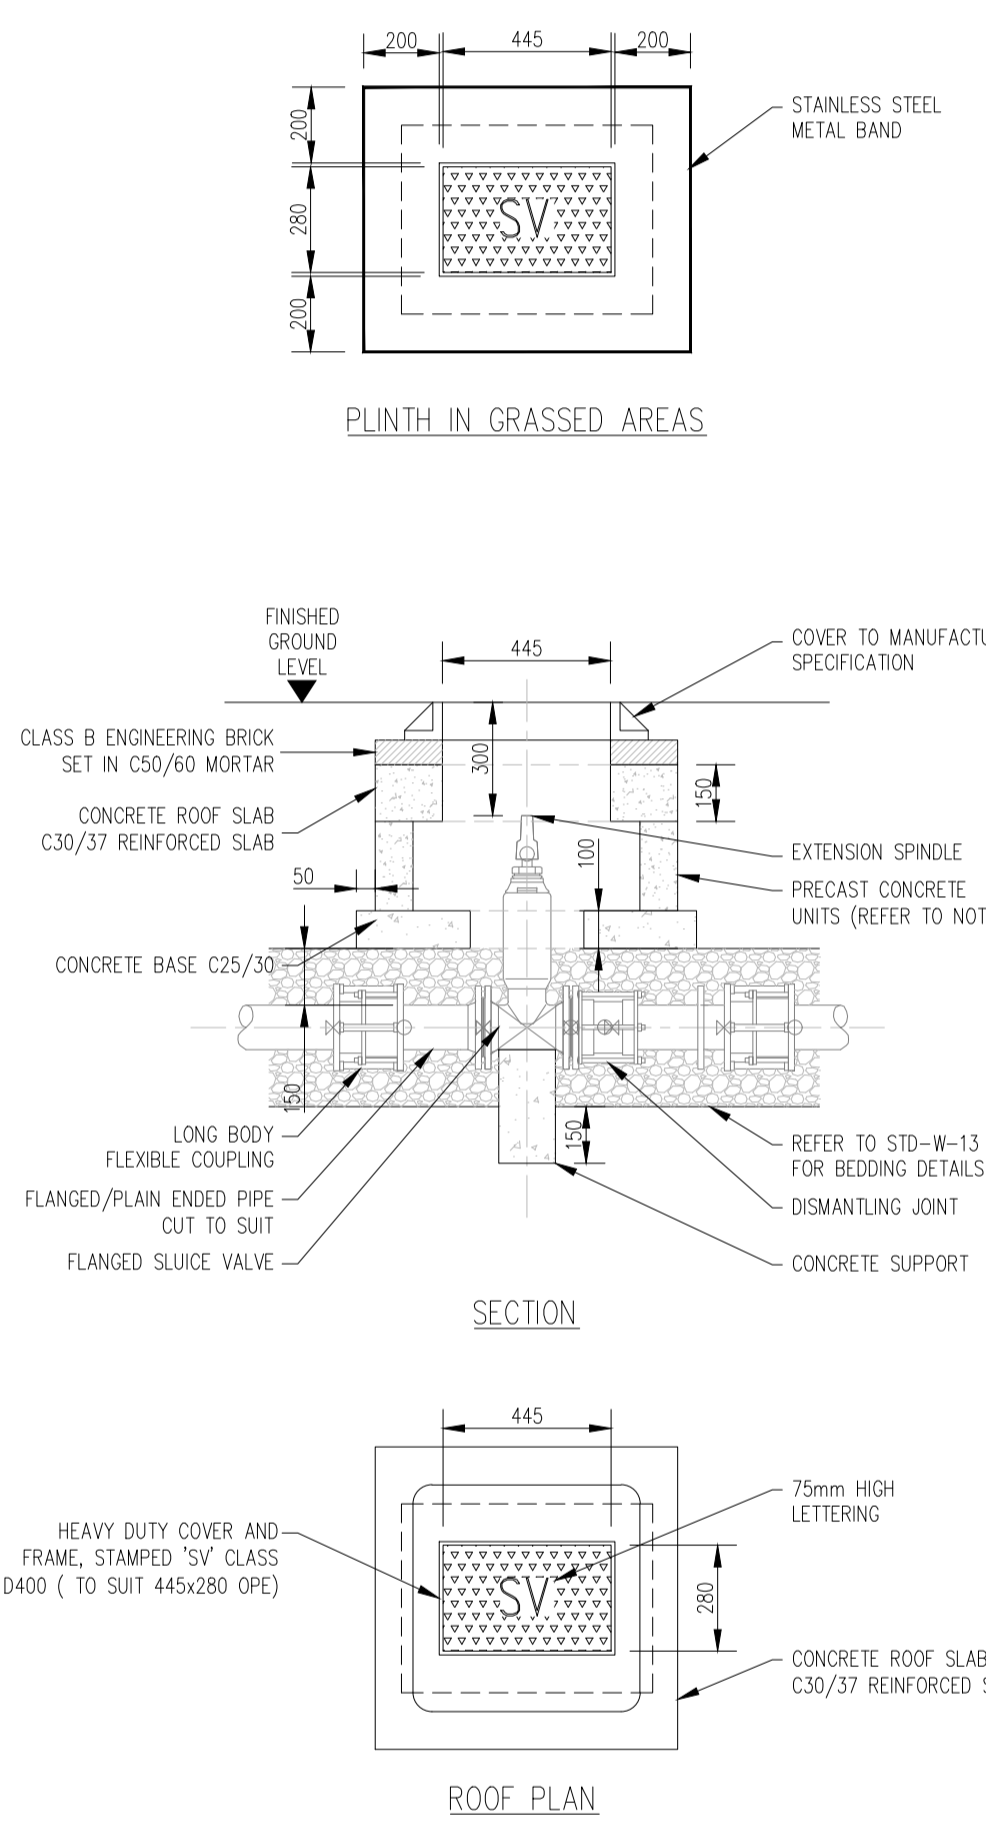 200
445
200
STAINLESS STEEL
METAL BAND
200
280
200
SV
PLINTH IN GRASSED AREAS
FINISHED
GROUND
LEVEL
445
COVER TO MANUFACTU
SPECIFICATION
CLASS B ENGINEERING BRICK
SET IN C50/60 MORTAR
300
150
CONCRETE ROOF SLAB
C30/37 REINFORCED SLAB
EXTENSION SPINDLE
50
100
PRECAST CONCRETE
UNITS (REFER TO NOT
CONCRETE BASE C25/30
150
150
LONG BODY
FLEXIBLE COUPLING
REFER TO STD-W-13
FOR BEDDING DETAILS
FLANGED/PLAIN ENDED PIPE
CUT TO SUIT
DISMANTLING JOINT
FLANGED SLUICE VALVE
CONCRETE SUPPORT
SECTION
445
75mm HIGH
LETTERING
HEAVY DUTY COVER AND
FRAME, STAMPED 'SV' CLASS
D400 ( TO SUIT 445x280 OPE)
SV
280
CONCRETE ROOF SLAB
C30/37 REINFORCED S
ROOF PLAN